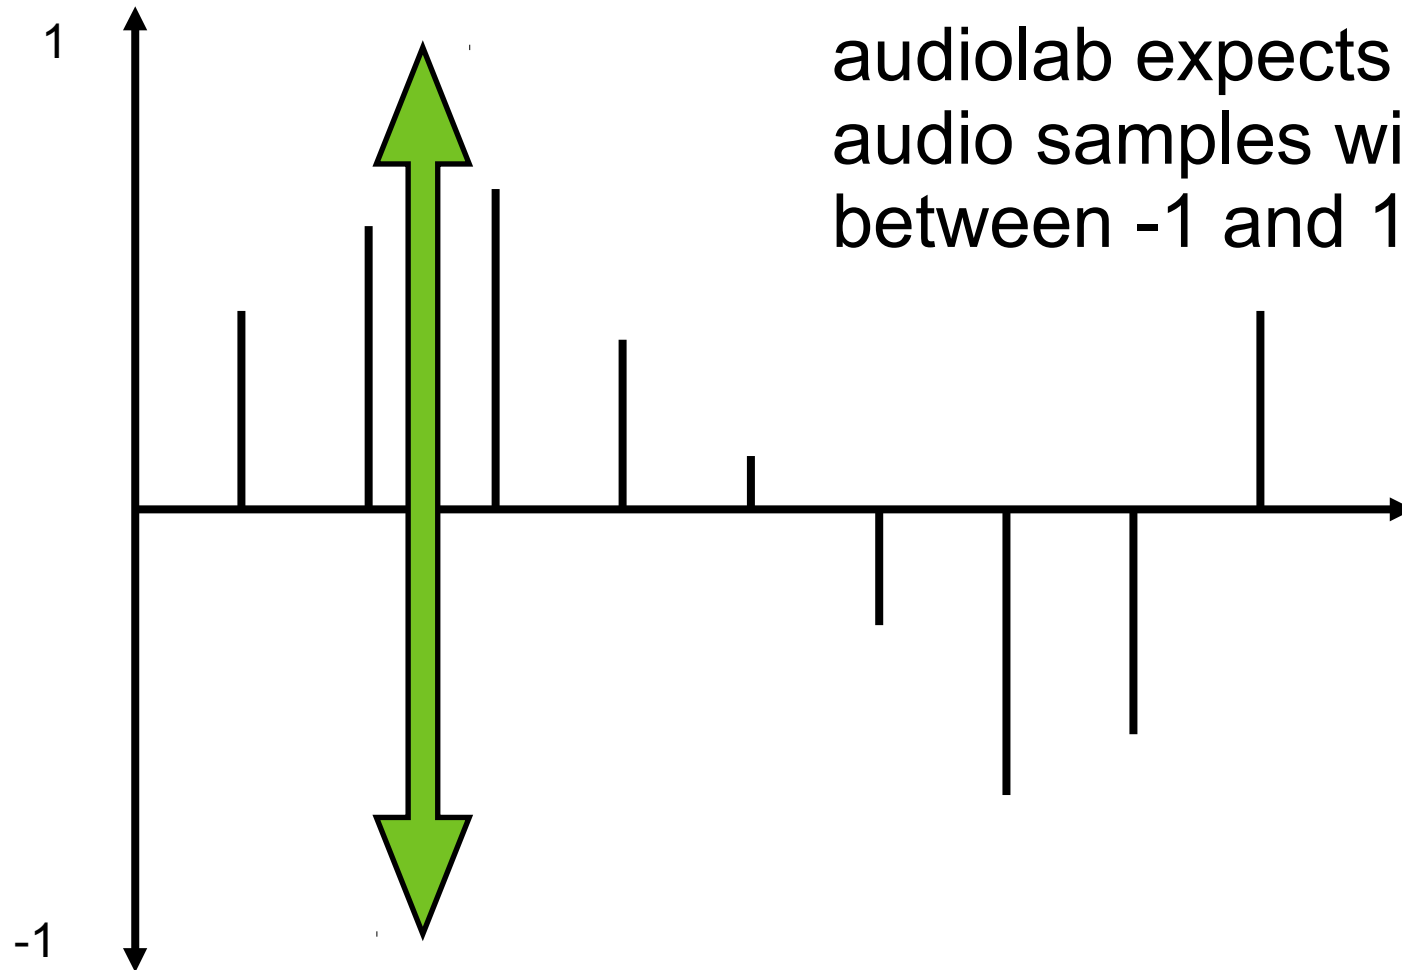 1
audiolab expects
audio samples wi
between -1 and 1
-1